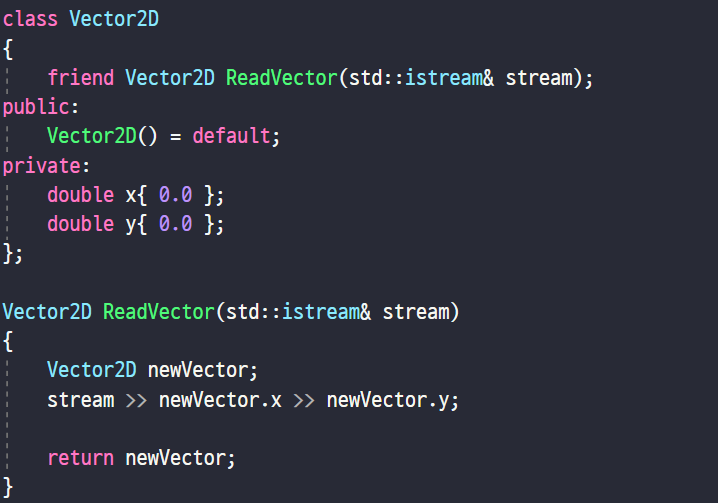 class Vector2D
{
    friend Vector2D ReadVector(std::istream& stream);
public:
    Vector2D() = default;
private:
    double x{ 0.0 };
    double y{ 0.0 };
};

Vector2D ReadVector(std::istream& stream)
{
    Vector2D newVector;
    stream >> newVector.x >> newVector.y;

    return newVector;
}